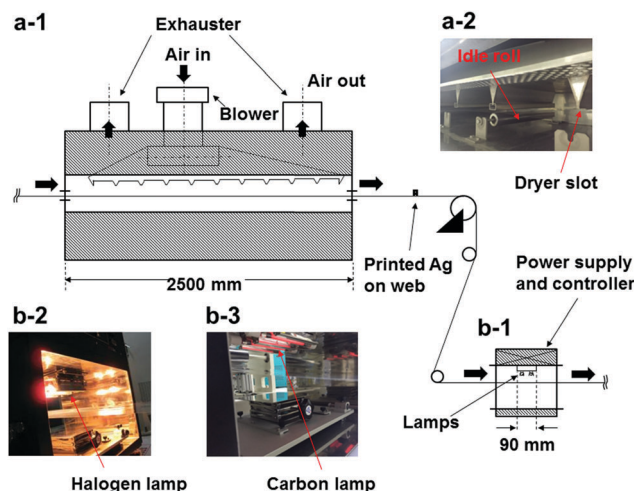 a-1
Exhauster
Air in
Blower
Air out
a-2
Idle roll
Dryer slot
2500 mm
Printed Ag
on web
Power supply
and controller
b-1
Lamps
90 mm
b-2
Halogen lamp
b-3
Carbon lamp